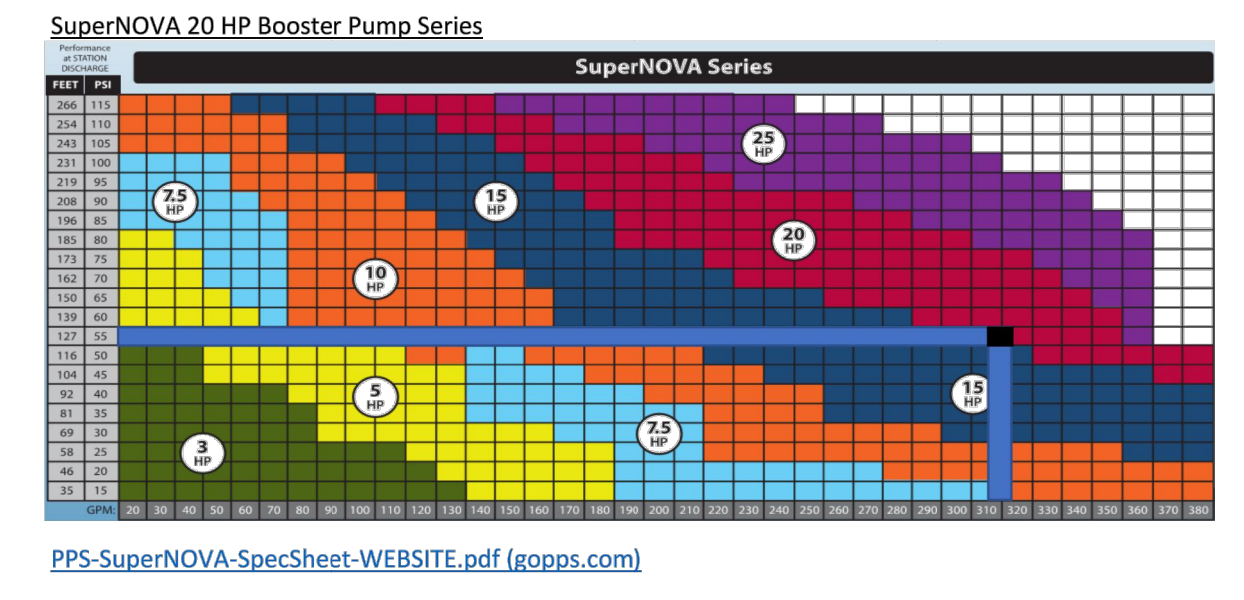 SuperNOVA 20 HP Booster Pump Series
Performance
at STATION
DISCHARGE
SuperNOVA Series
FEET PSI
266 115
254 110
243 105
25
HP
231 100
219 95
208 90
7.5
HP
15
HP
196 85
185 80
20
HP
173 75
162 70
10
HP
150 65
139 60
127 55
116 50
104 45
92 40
5
HP
15
HP
81 35
69 30
7.5
HP
58 25
3
HP
46 20
35 15
GPM: 20 30 40 50 60 70 80 90 100 110 120 130 140 150 160 170 180 190 200 210 220 230 240 250 260 270 280 290 300 310 320 330 340 350 360 370 380
PPS-SuperNOVA-SpecSheet-WEBSITE.pdf (gopps.com)